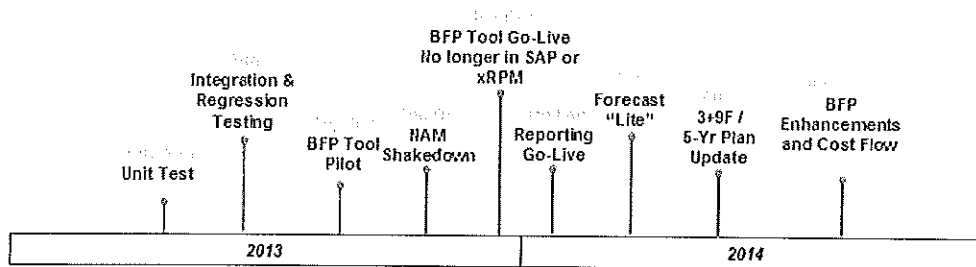 Unit Test
Integration &
Regression
Testing
BFP Tool
Pilot
NAM
Shakedown
BFP Tool Go-Live
No longer in SAP or
xRPM
Reporting
Go-Live
Forecast
"Lite"
3+9F /
5-Yr Plan
Update
BFP
Enhancements
and Cost Flow
2013
2014